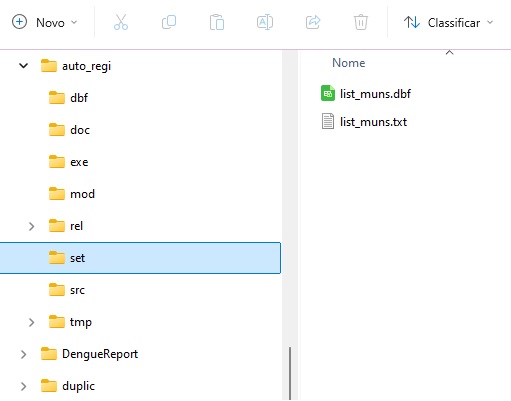 Novo
Classificar
auto_regi
dbf
doc
exe
mod
rel
set
src
tmp
DengueReport
duplic
Nome
list_muns.dbf
list_muns.txt